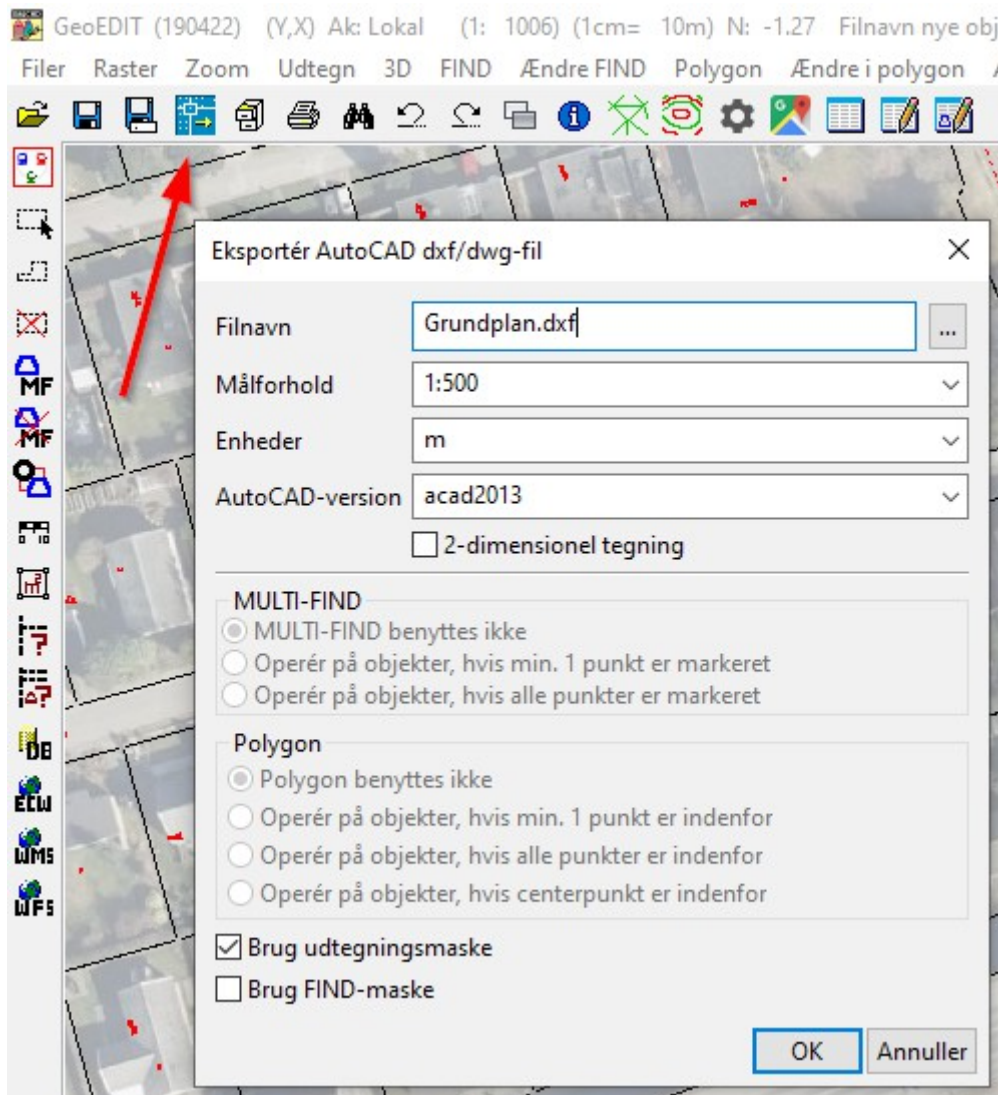 GeoEDIT (190422) (Y,X) Ak: Lokal (1: 1006) (1cm= 10m) N: -1.27 Filnavn nye obj
Filer Raster Zoom Udtegn 3D FIND Ændre FIND Polygon Ændre i polygon
Eksportér AutoCAD dxf/dwg-fil
Filnavn Grundplan.dxf ...
Målforhold 1:500
Enheder m
AutoCAD-version acad2013
2-dimensionel tegning
MULTI-FIND
MULTI-FIND benyttes ikke
Operér på objekter, hvis min. 1 punkt er markeret
Operér på objekter, hvis alle punkter er markeret
Polygon
Polygon benyttes ikke
Operér på objekter, hvis min. 1 punkt er indenfor
Operér på objekter, hvis alle punkter er indenfor
Operér på objekter, hvis centerpunkt er indenfor
Brug udtegningsmaske
Brug FIND-maske
OK Annuller
MF
MF
m²
?
?
DB
ECW
WMS
WFS